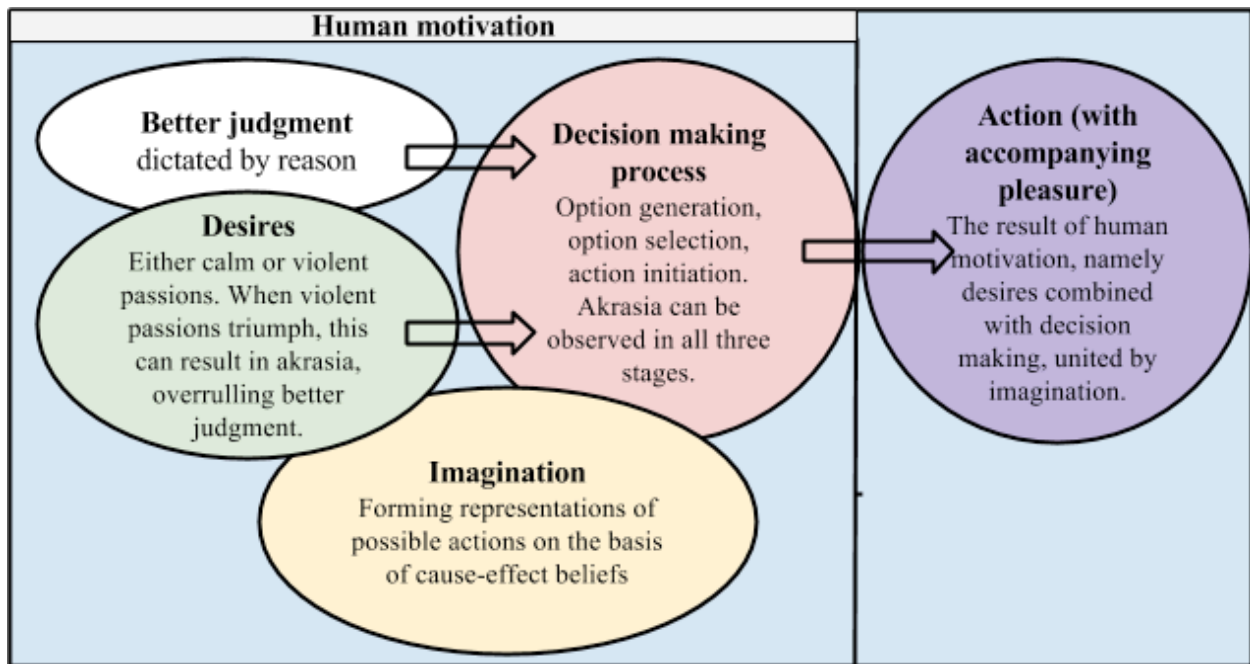 Human motivation
Better judgment
dictated by reason
Desires
Either calm or violent
passions. When violent
passions triumph, this
can result in akrasia,
overrulling better
judgment.
Decision making
process
Option generation,
option selection,
action initiation.
Akrasia can be
observed in all three
stages.
Imagination
Forming representations of
possible actions on the basis
of cause-effect beliefs
Action (with
accompanying
pleasure)
The result of human
motivation, namely
desires combined
with decision
making, united by
imagination.